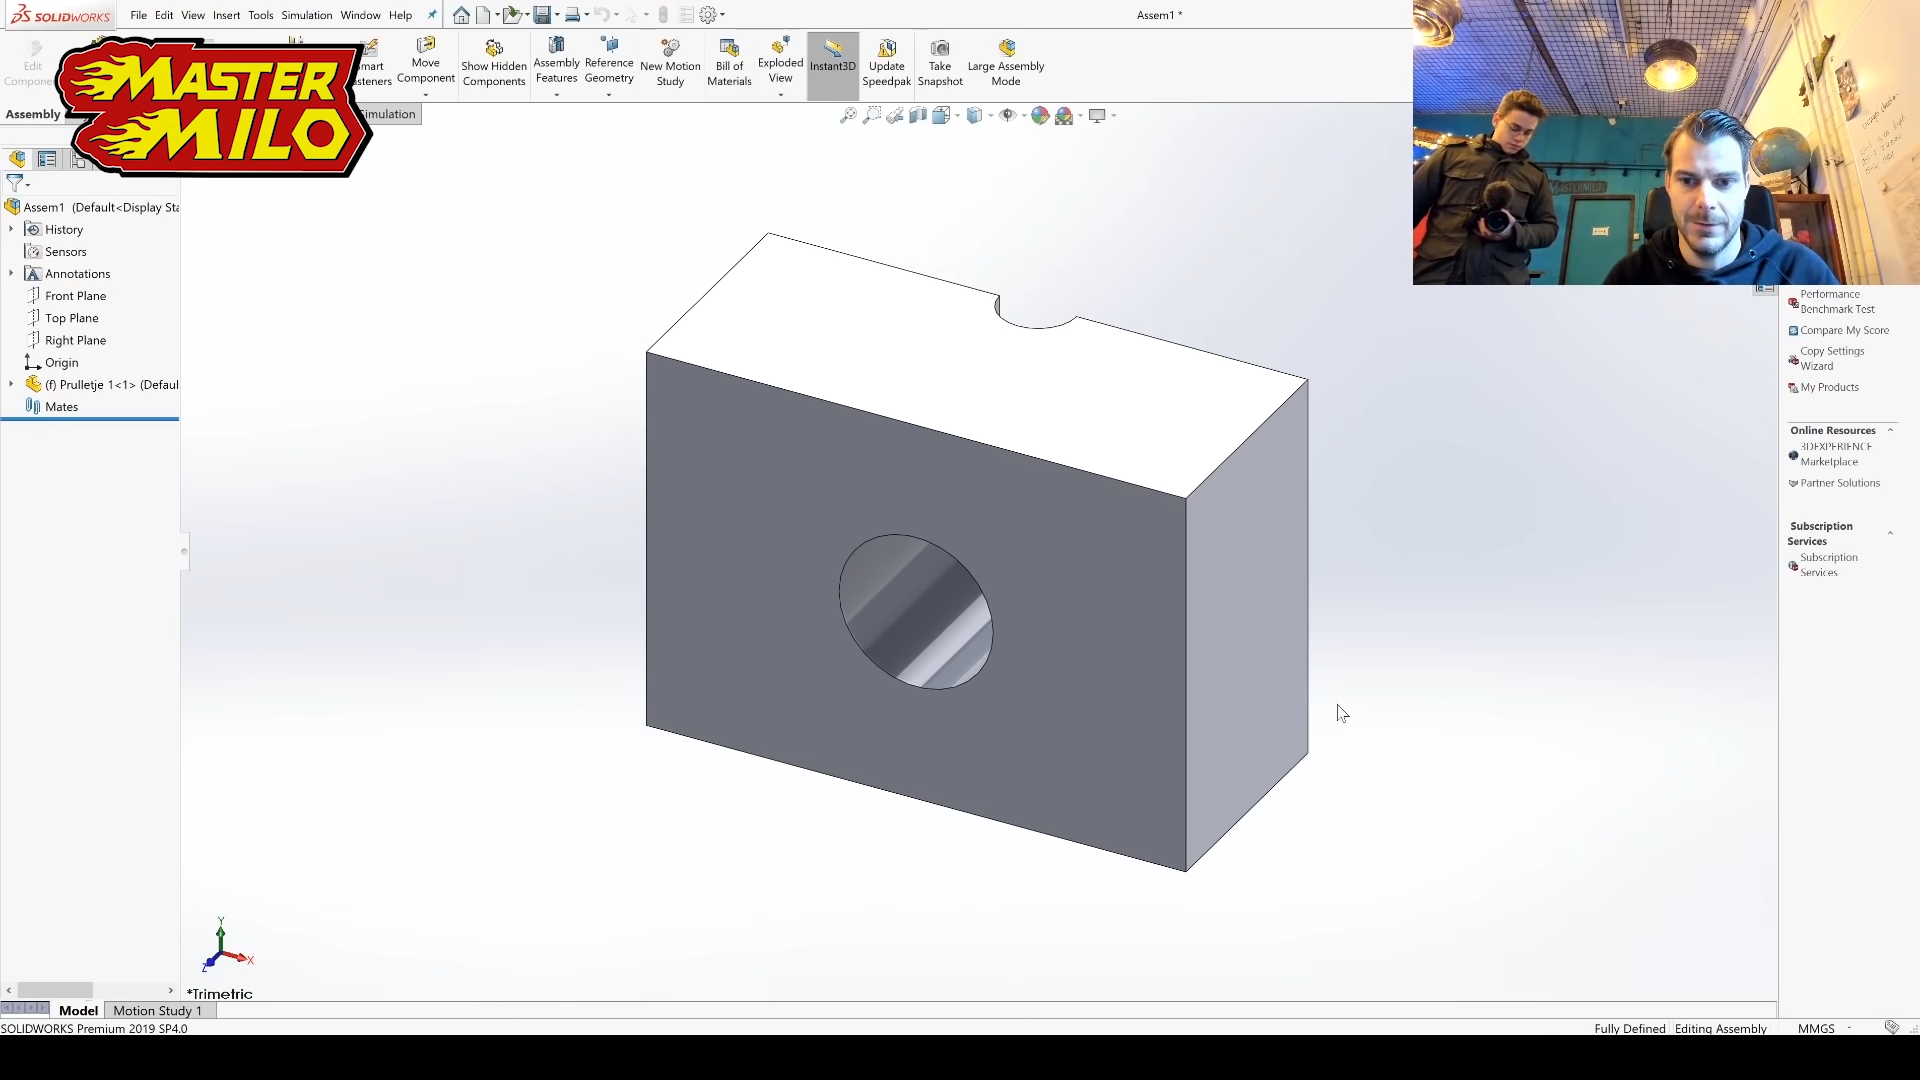 SOLIDWORKS File Edit View Insert Tools Simulation Window Help Assem1 *
MASTER
MILO
Edit
Move
Component
Show Hidden
Components
Assembly
Features
Reference
Geometry
New Motion
Study
Bill of
Materials
Exploded
View
Instant3D
Update
Speedpak
Take
Snapshot
Large Assembly
Mode
Assembly
Assem1 (Default<Display Sta
History
Sensors
Annotations
Front Plane
Top Plane
Right Plane
Origin
(f) Prulletje 1<1> (Defaul
Mates
Performance
Benchmark Test
Compare My Score
Copy Settings
Wizard
My Products
Online Resources
3DEXPERIENCE
Marketplace
Partner Solutions
Subscription
Services
Subscription
Services
Y
X
Z
*Trimetric
Model Motion Study 1
SOLIDWORKS Premium 2019 SP4.0
Fully Defined Editing Assembly MMGS